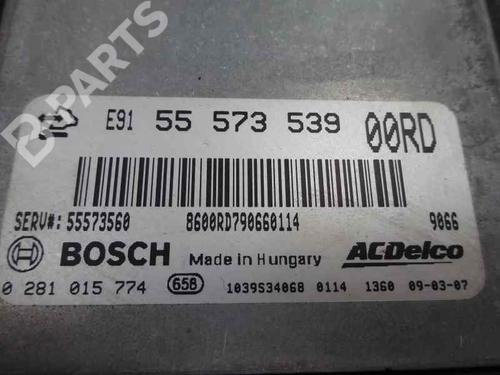 B-PARTS
E91 55 573 539 00RD
SERV#: 55573560 8600RD790660114 9066
BOSCH Made in Hungary ACDelco
0 281 015 774 658 1039S34068 0114 1360 09-03-07